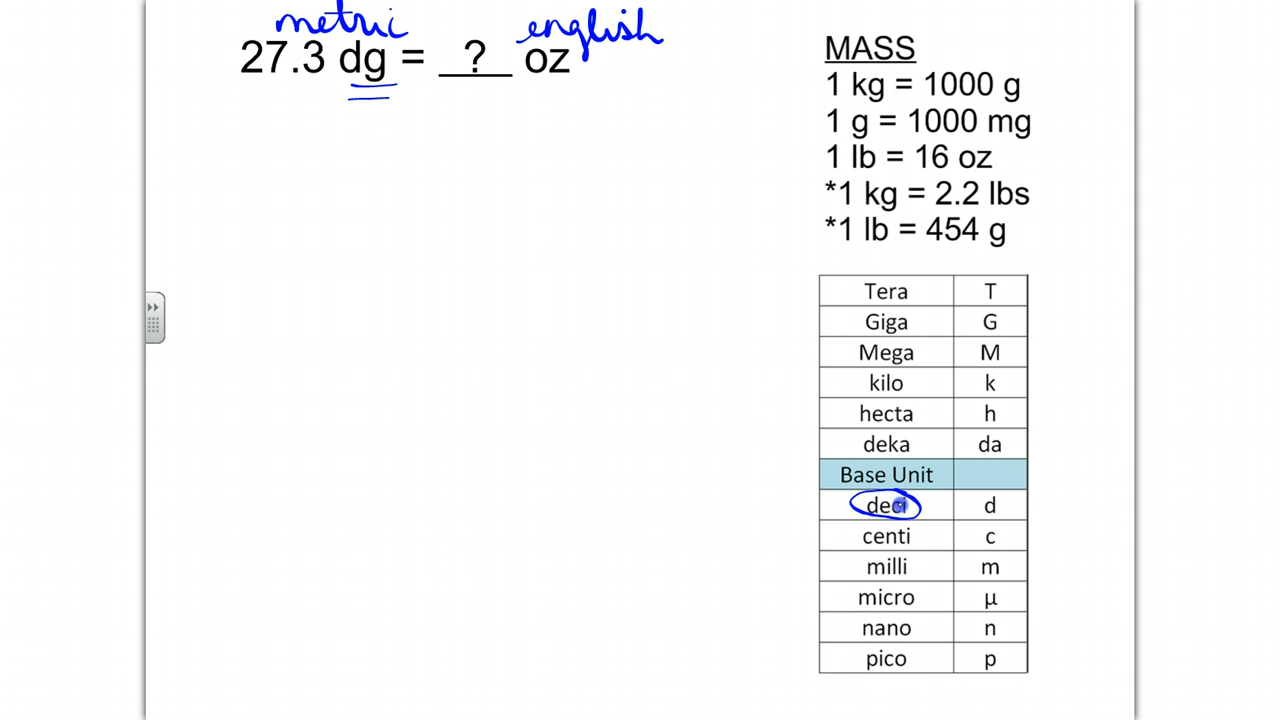 metric english
27.3 dg = ? oz
MASS
1 kg = 1000 g
1 g = 1000 mg
1 lb = 16 oz
*1 kg = 2.2 lbs
*1 lb = 454 g
Tera T
Giga G
Mega M
kilo k
hecta h
deka da
Base Unit
deci d
centi c
milli m
micro μ
nano n
pico p